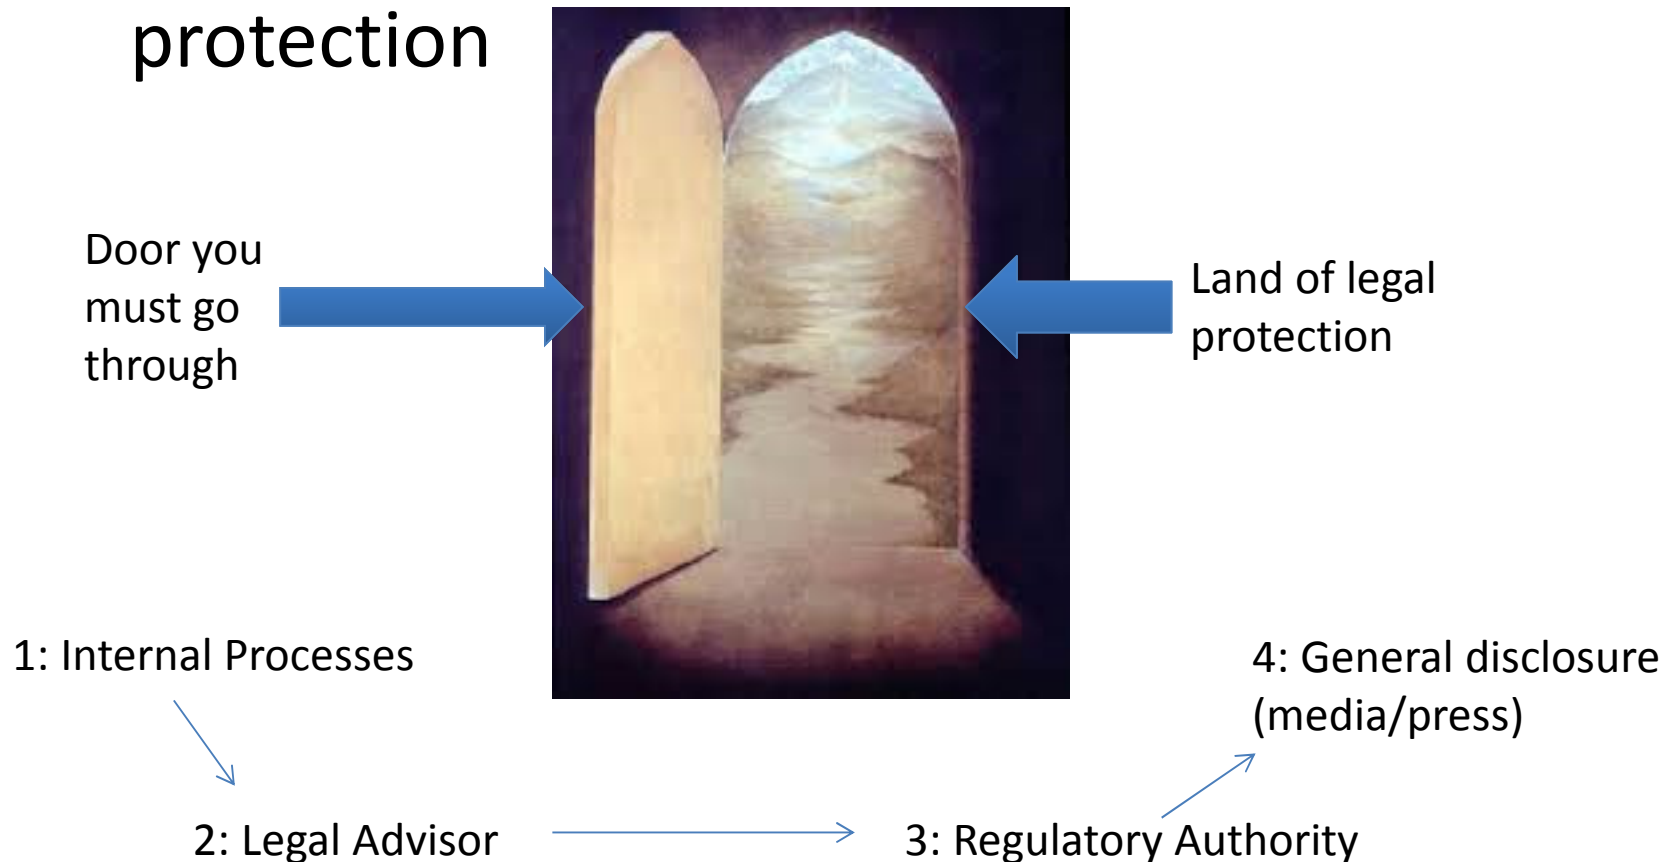 protection
Door you
must go
through
Land of legal
protection
1: Internal Processes
4: General disclosure
(media/press)
2: Legal Advisor
3: Regulatory Authority